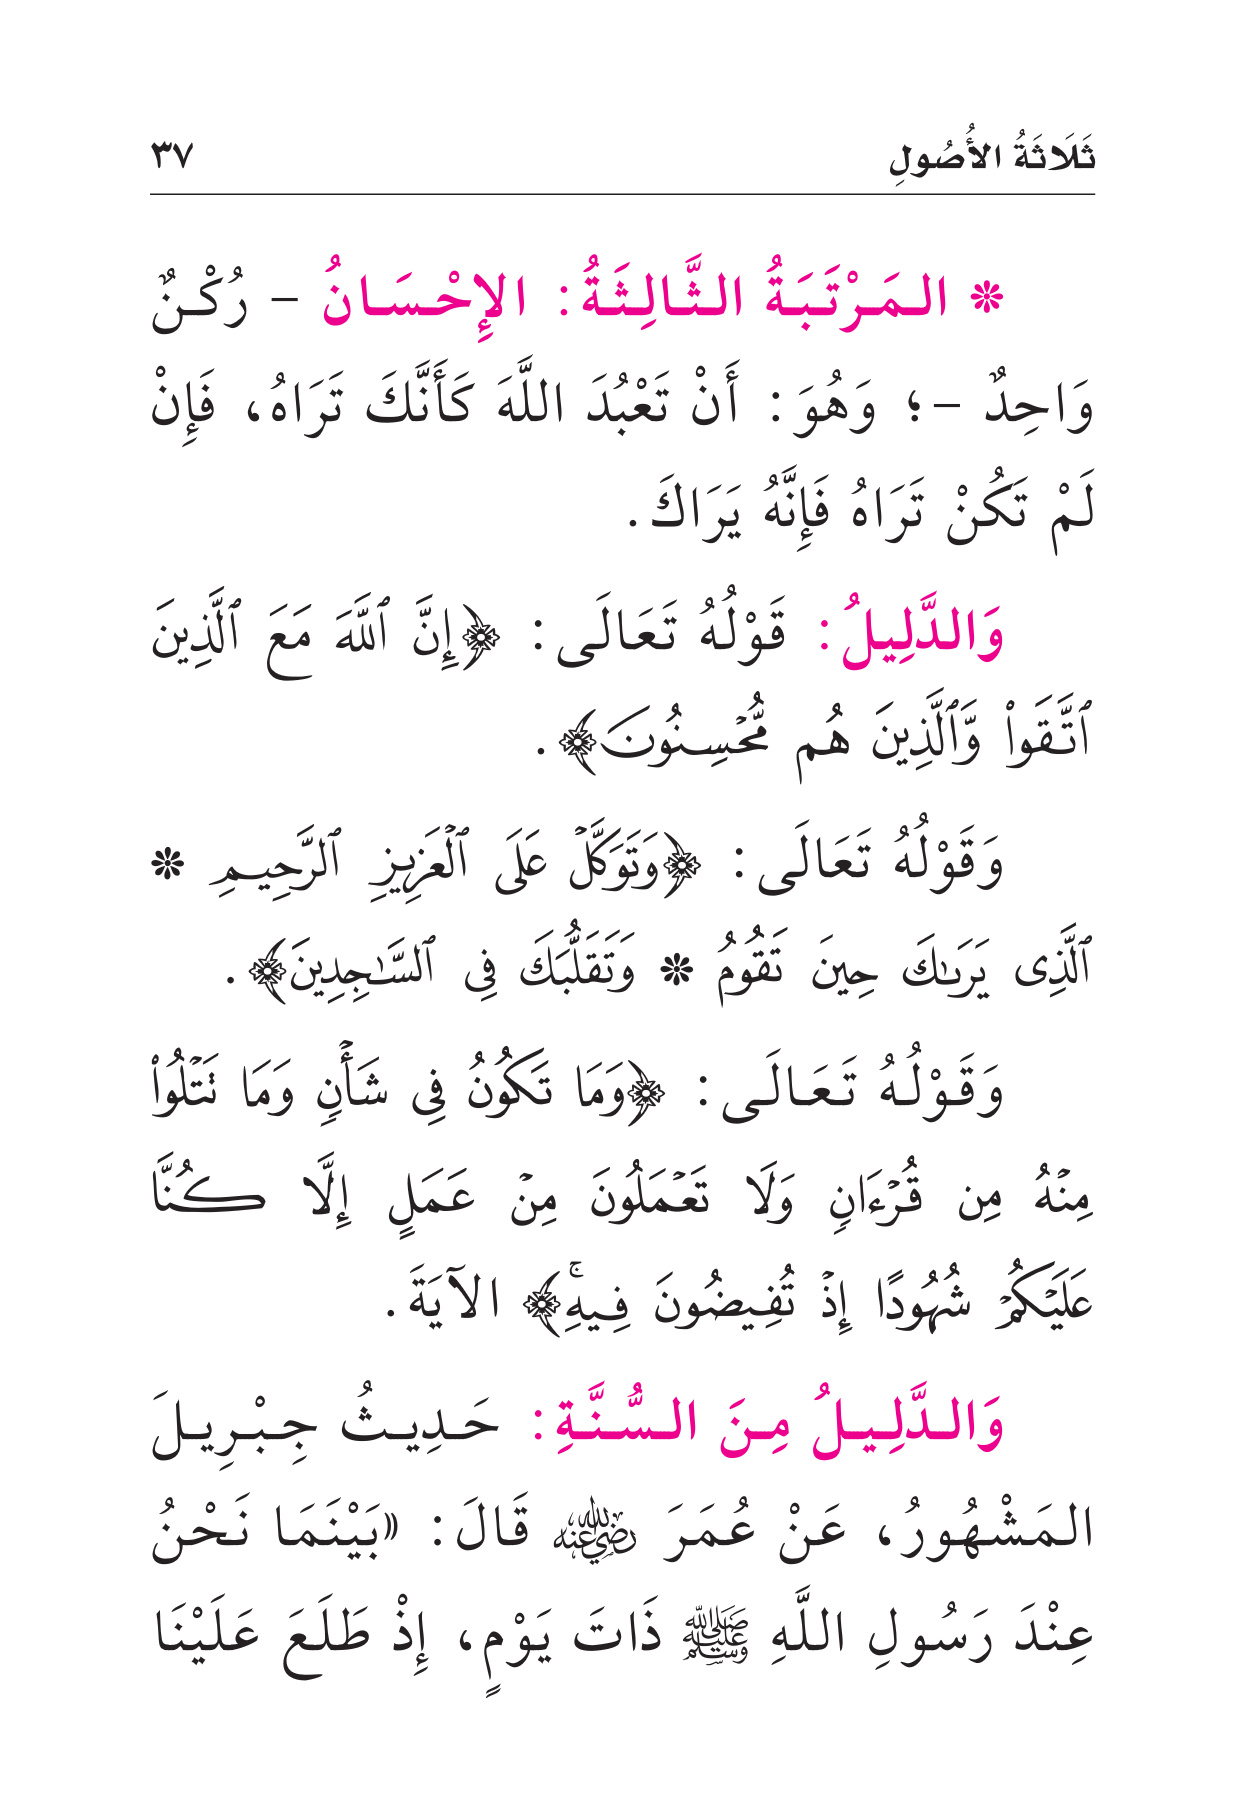 ثَلَاثَةُ الأُصُولِ ٣٧
❊ المَرْتَبَةُ الثَّالِثَةُ: الإِحْسَانُ - رُكْنٌ
وَاحِدٌ -؛ وَهُوَ: أَنْ تَعْبُدَ اللَّهَ كَأَنَّكَ تَرَاهُ، فَإِنْ
لَمْ تَكُنْ تَرَاهُ فَإِنَّهُ يَرَاكَ.
وَالدَّلِيلُ: قَوْلُهُ تَعَالَى: ﴿إِنَّ ٱللَّهَ مَعَ ٱلَّذِينَ
ٱتَّقَواْ وَّٱلَّذِينَ هُم مُّحۡسِنُونَ﴾.
وَقَوْلُهُ تَعَالَى: ﴿وَتَوَكَّلۡ عَلَى ٱلۡعَزِيزِ ٱلرَّحِيمِ ❊
ٱلَّذِى يَرَىٰكَ حِينَ تَقُومُ ❊ وَتَقَلُّبَكَ فِى ٱلسَّٰجِدِينَ﴾.
وَقَوْلُهُ تَعَالَى: ﴿وَمَا تَكُونُ فِى شَأۡنٍ وَمَا تَتۡلُواْ
مِنۡهُ مِن قُرۡءَانٍ وَلَا تَعۡمَلُونَ مِنۡ عَمَلٍ إِلَّا كُنَّا
عَلَيۡكُمۡ شُهُودًا إِذۡ تُفِيضُونَ فِيهِۚ﴾ الآيَةَ.
وَالدَّلِيلُ مِنَ السُّنَّةِ: حَدِيثُ جِبْرِيلَ
المَشْهُورُ، عَنْ عُمَرَ رضي الله عنه قَالَ: «بَيْنَمَا نَحْنُ
عِنْدَ رَسُولِ اللَّهِ ﷺ ذَاتَ يَوْمٍ، إِذْ طَلَعَ عَلَيْنَا